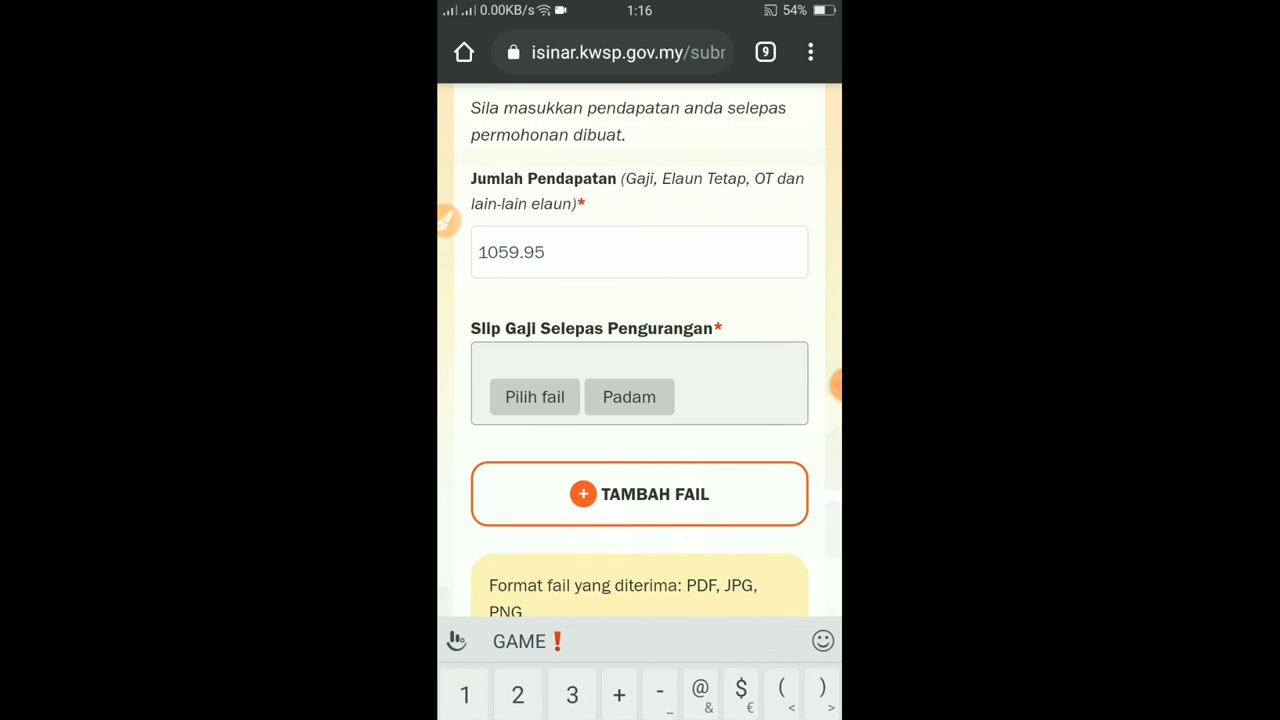 0.00KB/s 1:16 54%
isinar.kwsp.gov.my/subr 9
Sila masukkan pendapatan anda selepas
permohonan dibuat.
Jumlah Pendapatan (Gaji, Elaun Tetap, OT dan
lain-lain elaun)*
1059.95
Slip Gaji Selepas Pengurangan*
Pilih fail Padam
+ TAMBAH FAIL
Format fail yang diterima: PDF, JPG,
PNG
GAME❗
1 2 3 + - _ @ & $ € ( < ) >